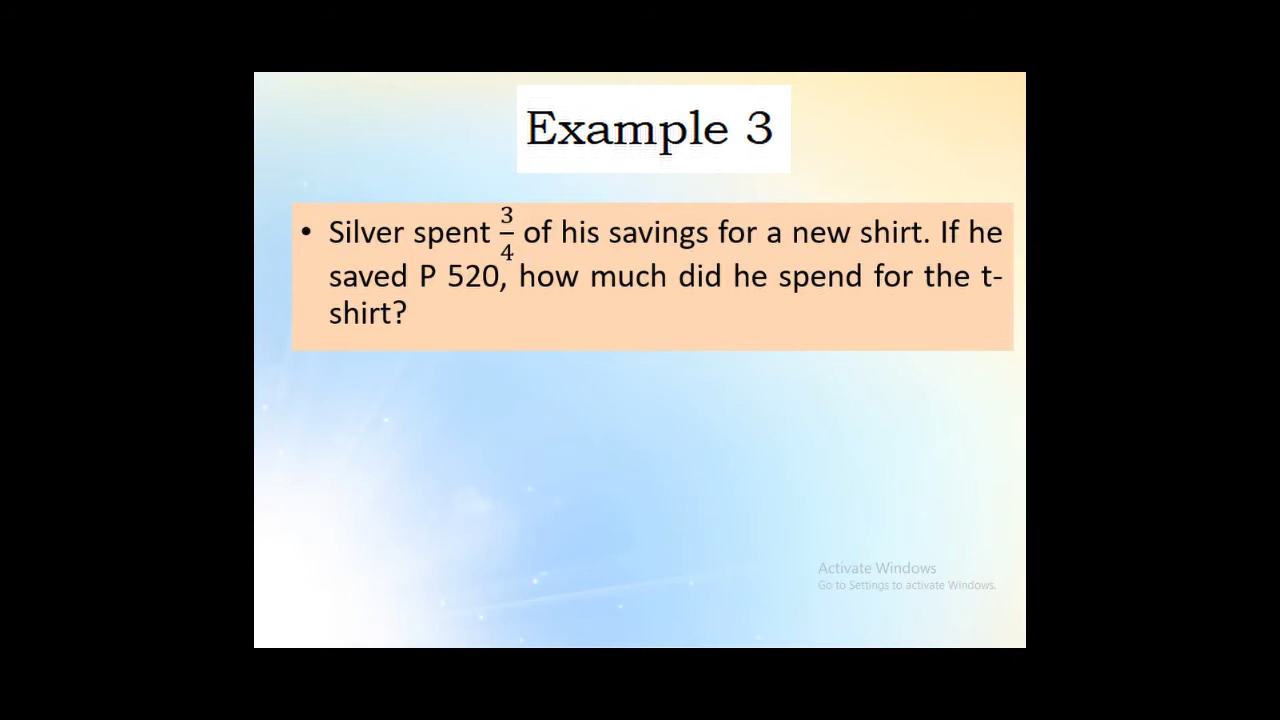 Example 3
• Silver spent 3/4 of his savings for a new shirt. If he
saved P 520, how much did he spend for the t-
shirt?
Activate Windows
Go to Settings to activate Windows.